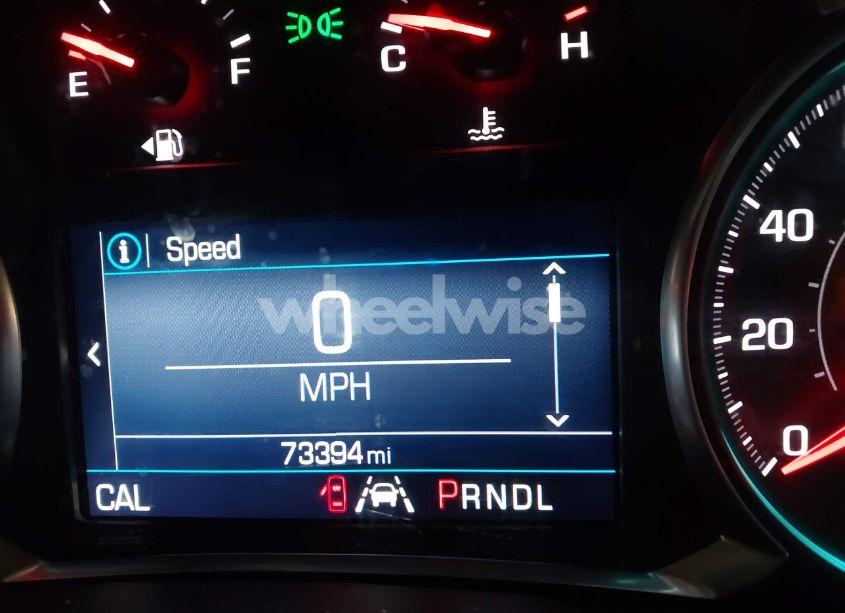 E F C H
Speed
0
wheelwise
MPH
73394 mi
CAL PRNDL
40
20
0